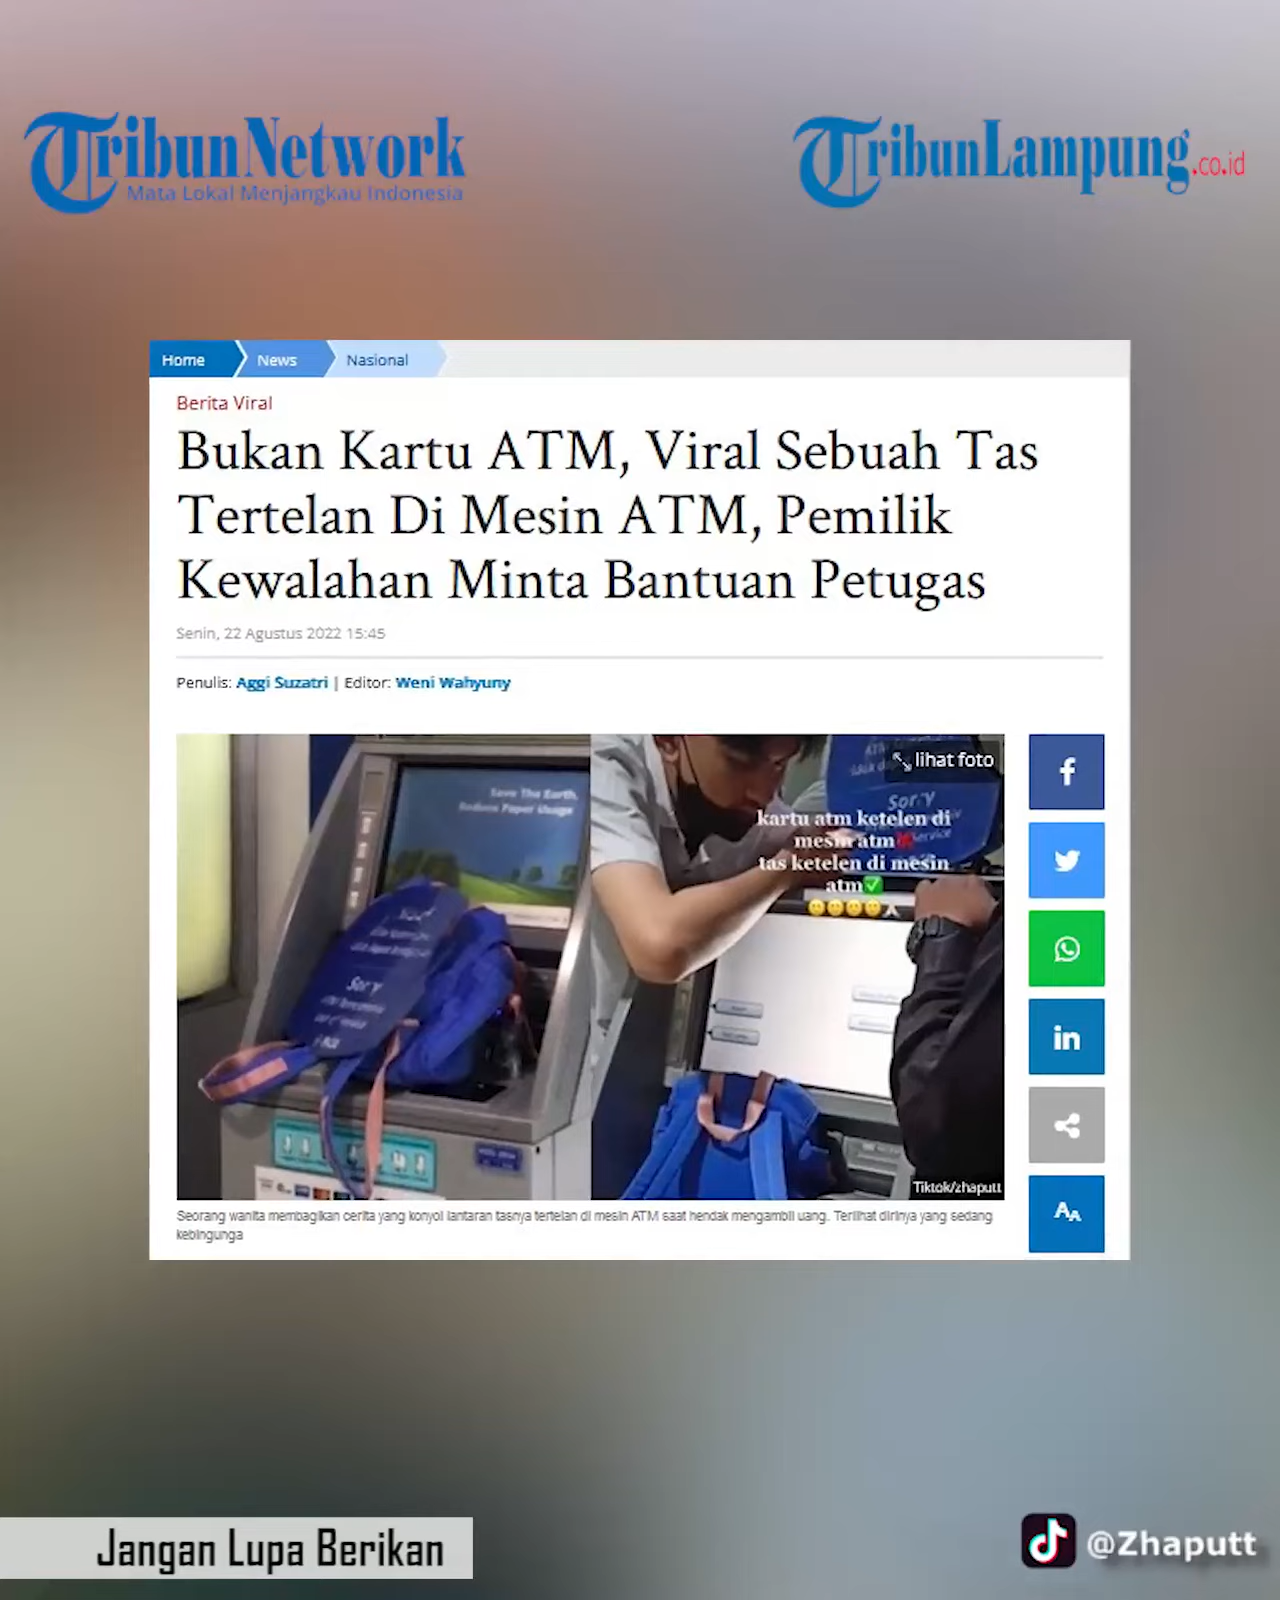 TribunNetwork
Mata Lokal Menjangkau Indonesia
TribunLampung.co.id
Home
News
Nasional
Berita Viral
Bukan Kartu ATM, Viral Sebuah Tas
Tertelan Di Mesin ATM, Pemilik
Kewalahan Minta Bantuan Petugas
Senin, 22 Agustus 2022 15:45
Penulis: Aggi Suzatri | Editor: Weni Wahyuny
Save The Earth,
Reduce Paper Usage
Sorry
lihat foto
Sorry
kartu atm ketelen di
mesin atm❌
tas ketelen di mesin
atm✅
Tiktok/zhaputt
Seorang wanita membagikan cerita yang konyol lantaran tasnya tertelan di mesin ATM saat hendak mengambil uang. Terlihat dirinya yang sedang
kebingunga
f
in
AA
Jangan Lupa Berikan
@Zhaputt